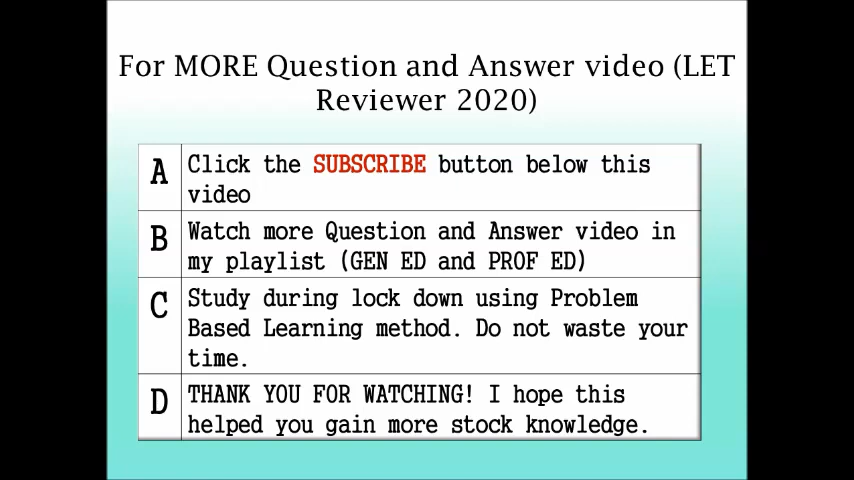 For MORE Question and Answer video (LET
Reviewer 2020)
A
Click the SUBSCRIBE button below this
video
B
Watch more Question and Answer video in
my playlist (GEN ED and PROF ED)
C
Study during lock down using Problem
Based Learning method. Do not waste your
time.
D
THANK YOU FOR WATCHING! I hope this
helped you gain more stock knowledge.